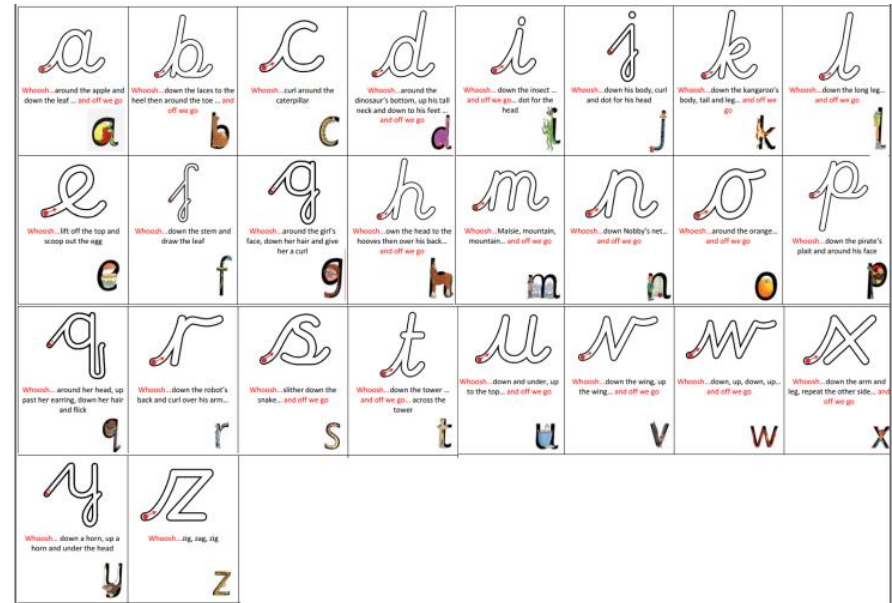 a
Whoosh...around the apple and
down the leaf ... and off we go
a
b
Whoosh...down the laces to the
heel then around the toe ... and
off we go
b
c
Whoosh...curl around the
caterpillar
c
d
Whoosh...around the
dinosaur's bottom, up his tall
neck and down to his feet ...
and off we go
d
i
Whoosh... down the insect ...
and off we go... dot for the
head
i
j
Whoosh...down his body, curl
and dot for his head
j
k
Whoosh...down the kangaroo's
body, tail and leg... and off we
go
k
l
Whoosh...down the long leg...
and off we go
l
e
Whoosh...lift off the top and
scoop out the egg
e
f
Whoosh...down the stem and
draw the leaf
f
g
Whoosh...around the girl's
face, down her hair and give
her a curl
g
h
Whoosh...own the head to the
hooves then over his back...
and off we go
h
m
Whoosh...Maisie, mountain,
mountain... and off we go
m
n
Whoosh...down Nobby's net...
and off we go
n
o
Whoosh...around the orange...
and off we go
o
p
Whoosh...down the pirate's
plait and around his face
p
q
Whoosh... around her head, up
past her earring, down her hair
and flick
q
r
Whoosh...down the robot's
back and curl over his arm...
r
s
Whoosh...slither down the
snake... and off we go
s
t
Whoosh...down the tower ...
and off we go... across the
tower
t
u
Whoosh...down and under, up
to the top... and off we go
u
v
Whoosh...down the wing, up
the wing... and off we go
v
w
Whoosh...down, up, down, up...
and off we go
w
x
Whoosh...down the arm and
leg, repeat the other side... and
off we go
x
y
Whoosh... down a horn, up a
horn and under the head
y
z
Whoosh...zig, zag, zig
z